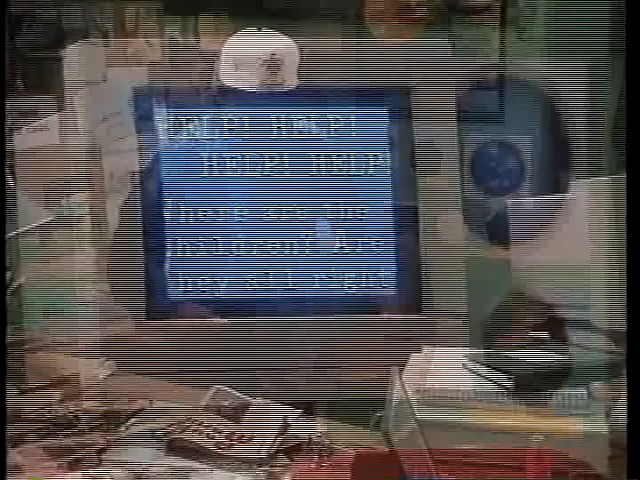 HELP! HELP!
HELP! HELP!
Where are the
children? Are
they all right